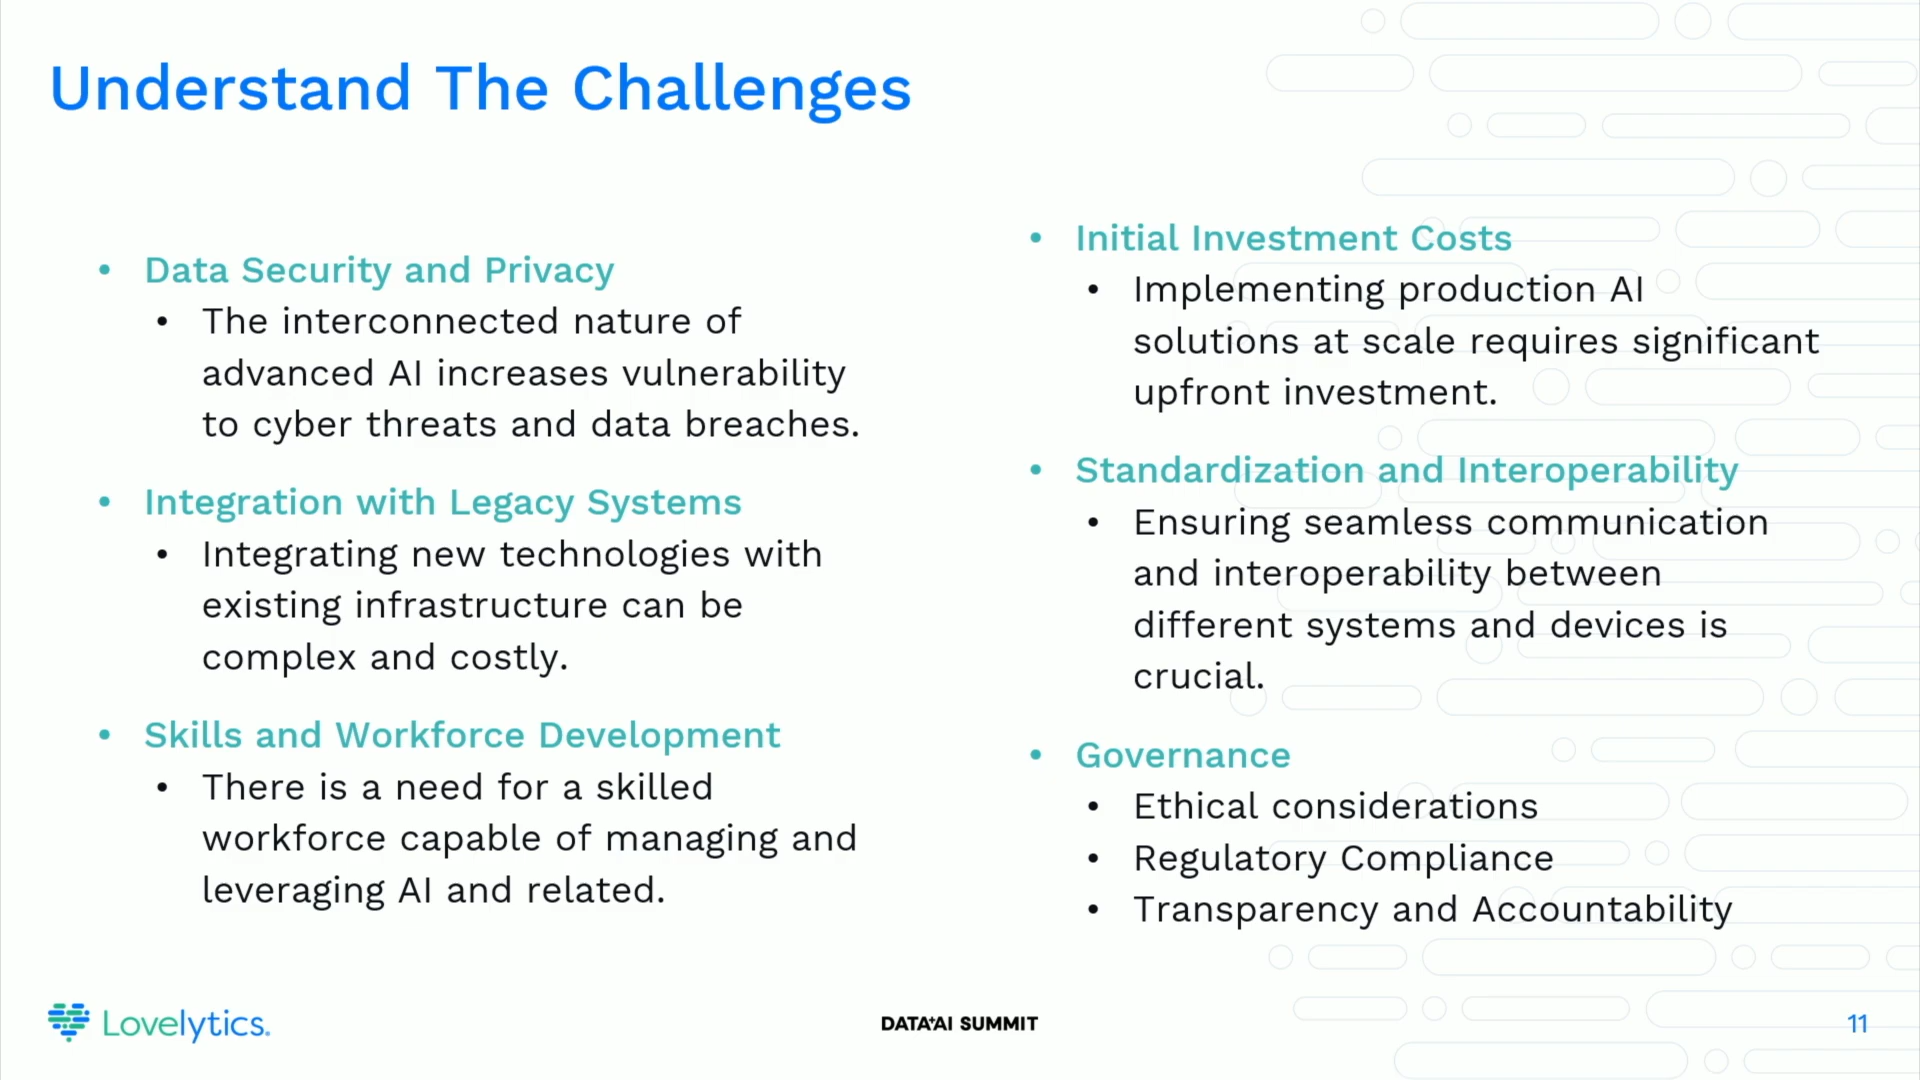 Understand The Challenges
• Data Security and Privacy
• The interconnected nature of
advanced AI increases vulnerability
to cyber threats and data breaches.
• Integration with Legacy Systems
• Integrating new technologies with
existing infrastructure can be
complex and costly.
• Skills and Workforce Development
• There is a need for a skilled
workforce capable of managing and
leveraging AI and related.
• Initial Investment Costs
• Implementing production AI
solutions at scale requires significant
upfront investment.
• Standardization and Interoperability
• Ensuring seamless communication
and interoperability between
different systems and devices is
crucial.
• Governance
• Ethical considerations
• Regulatory Compliance
• Transparency and Accountability
Lovelytics.
DATA+AI SUMMIT
11